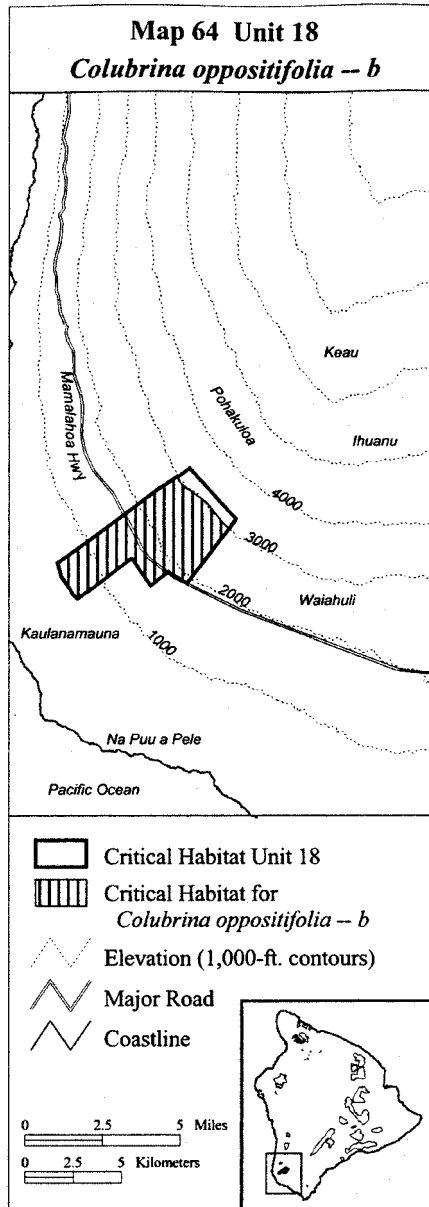 Map 64 Unit 18
Colubrina oppositifolia -- b
Keau
Mamalahoa Hwy
Pohakuloa
Ihuanu
4000
3000
2000
Waiahuli
1000
Kaulanamauna
Na Puu a Pele
Pacific Ocean
Critical Habitat Unit 18
Critical Habitat for
Colubrina oppositifolia -- b
Elevation (1,000-ft. contours)
Major Road
Coastline
0 2.5 5 Miles
0 2.5 5 Kilometers